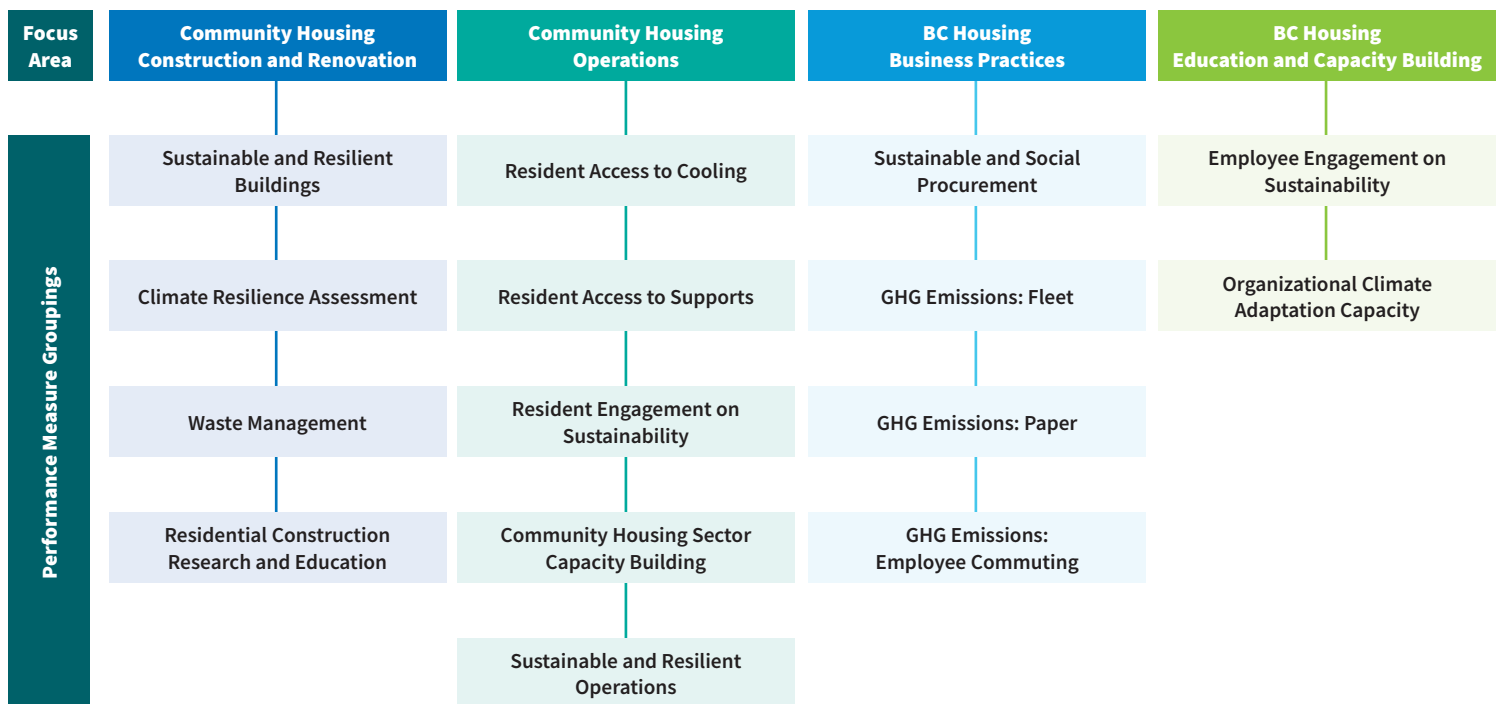 Focus
Area
Community Housing
Construction and Renovation
Community Housing
Operations
BC Housing
Business Practices
BC Housing
Education and Capacity Building
Performance Measure Groupings
Sustainable and Resilient
Buildings
Climate Resilience Assessment
Waste Management
Residential Construction
Research and Education
Resident Access to Cooling
Resident Access to Supports
Resident Engagement on
Sustainability
Community Housing Sector
Capacity Building
Sustainable and Resilient
Operations
Sustainable and Social
Procurement
GHG Emissions: Fleet
GHG Emissions: Paper
GHG Emissions:
Employee Commuting
Employee Engagement on
Sustainability
Organizational Climate
Adaptation Capacity